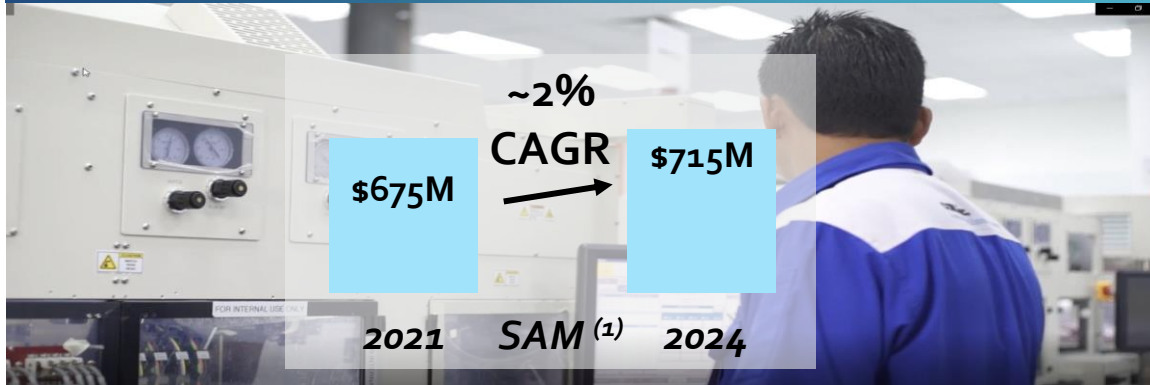 ~2%
CAGR
$675M
$715M
FOR INTERNAL USE ONLY
2021 SAM (1) 2024